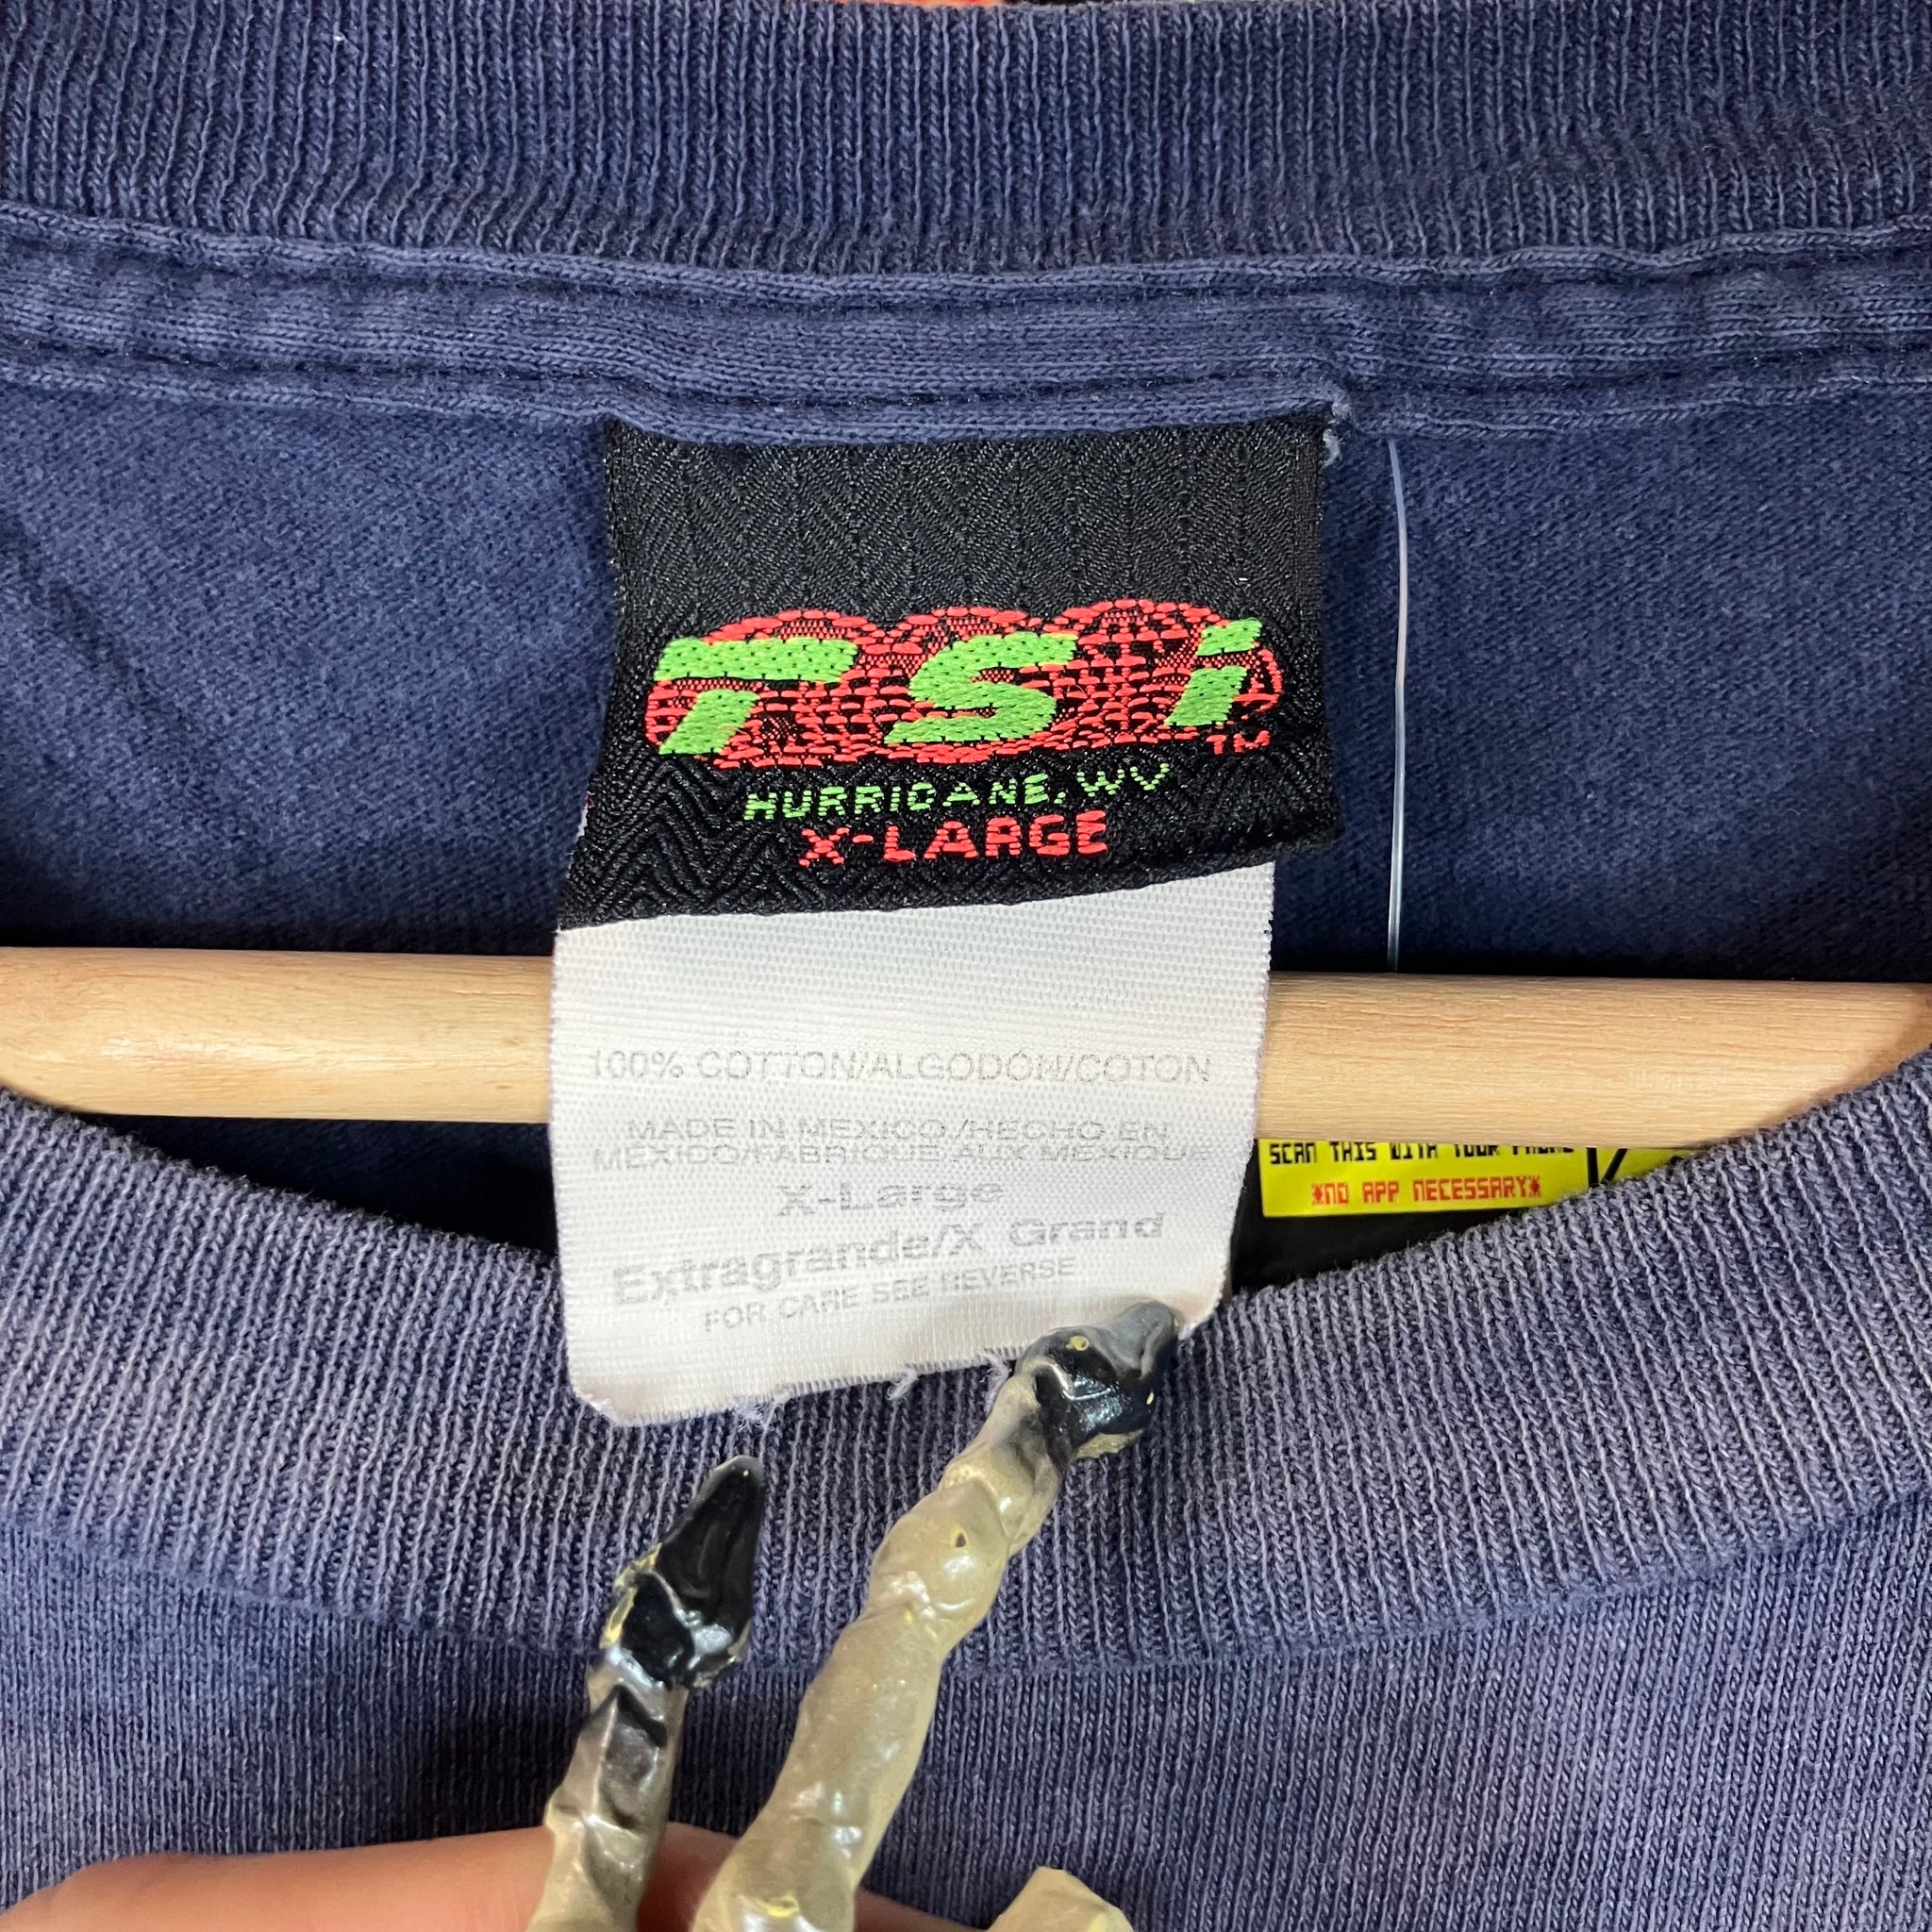 TSi
TM
HURRICANE, WV
X-LARGE
100% COTTON/ALGODÓN/COTON
MADE IN MEXICO/HECHO EN
MEXICO/FABRIQUE AUX MEXIQUE
X-Large
Extragrande/X Grand
FOR CARE SEE REVERSE
SCAN THIS WITH YOUR PHONE
*NO APP NECESSARY*